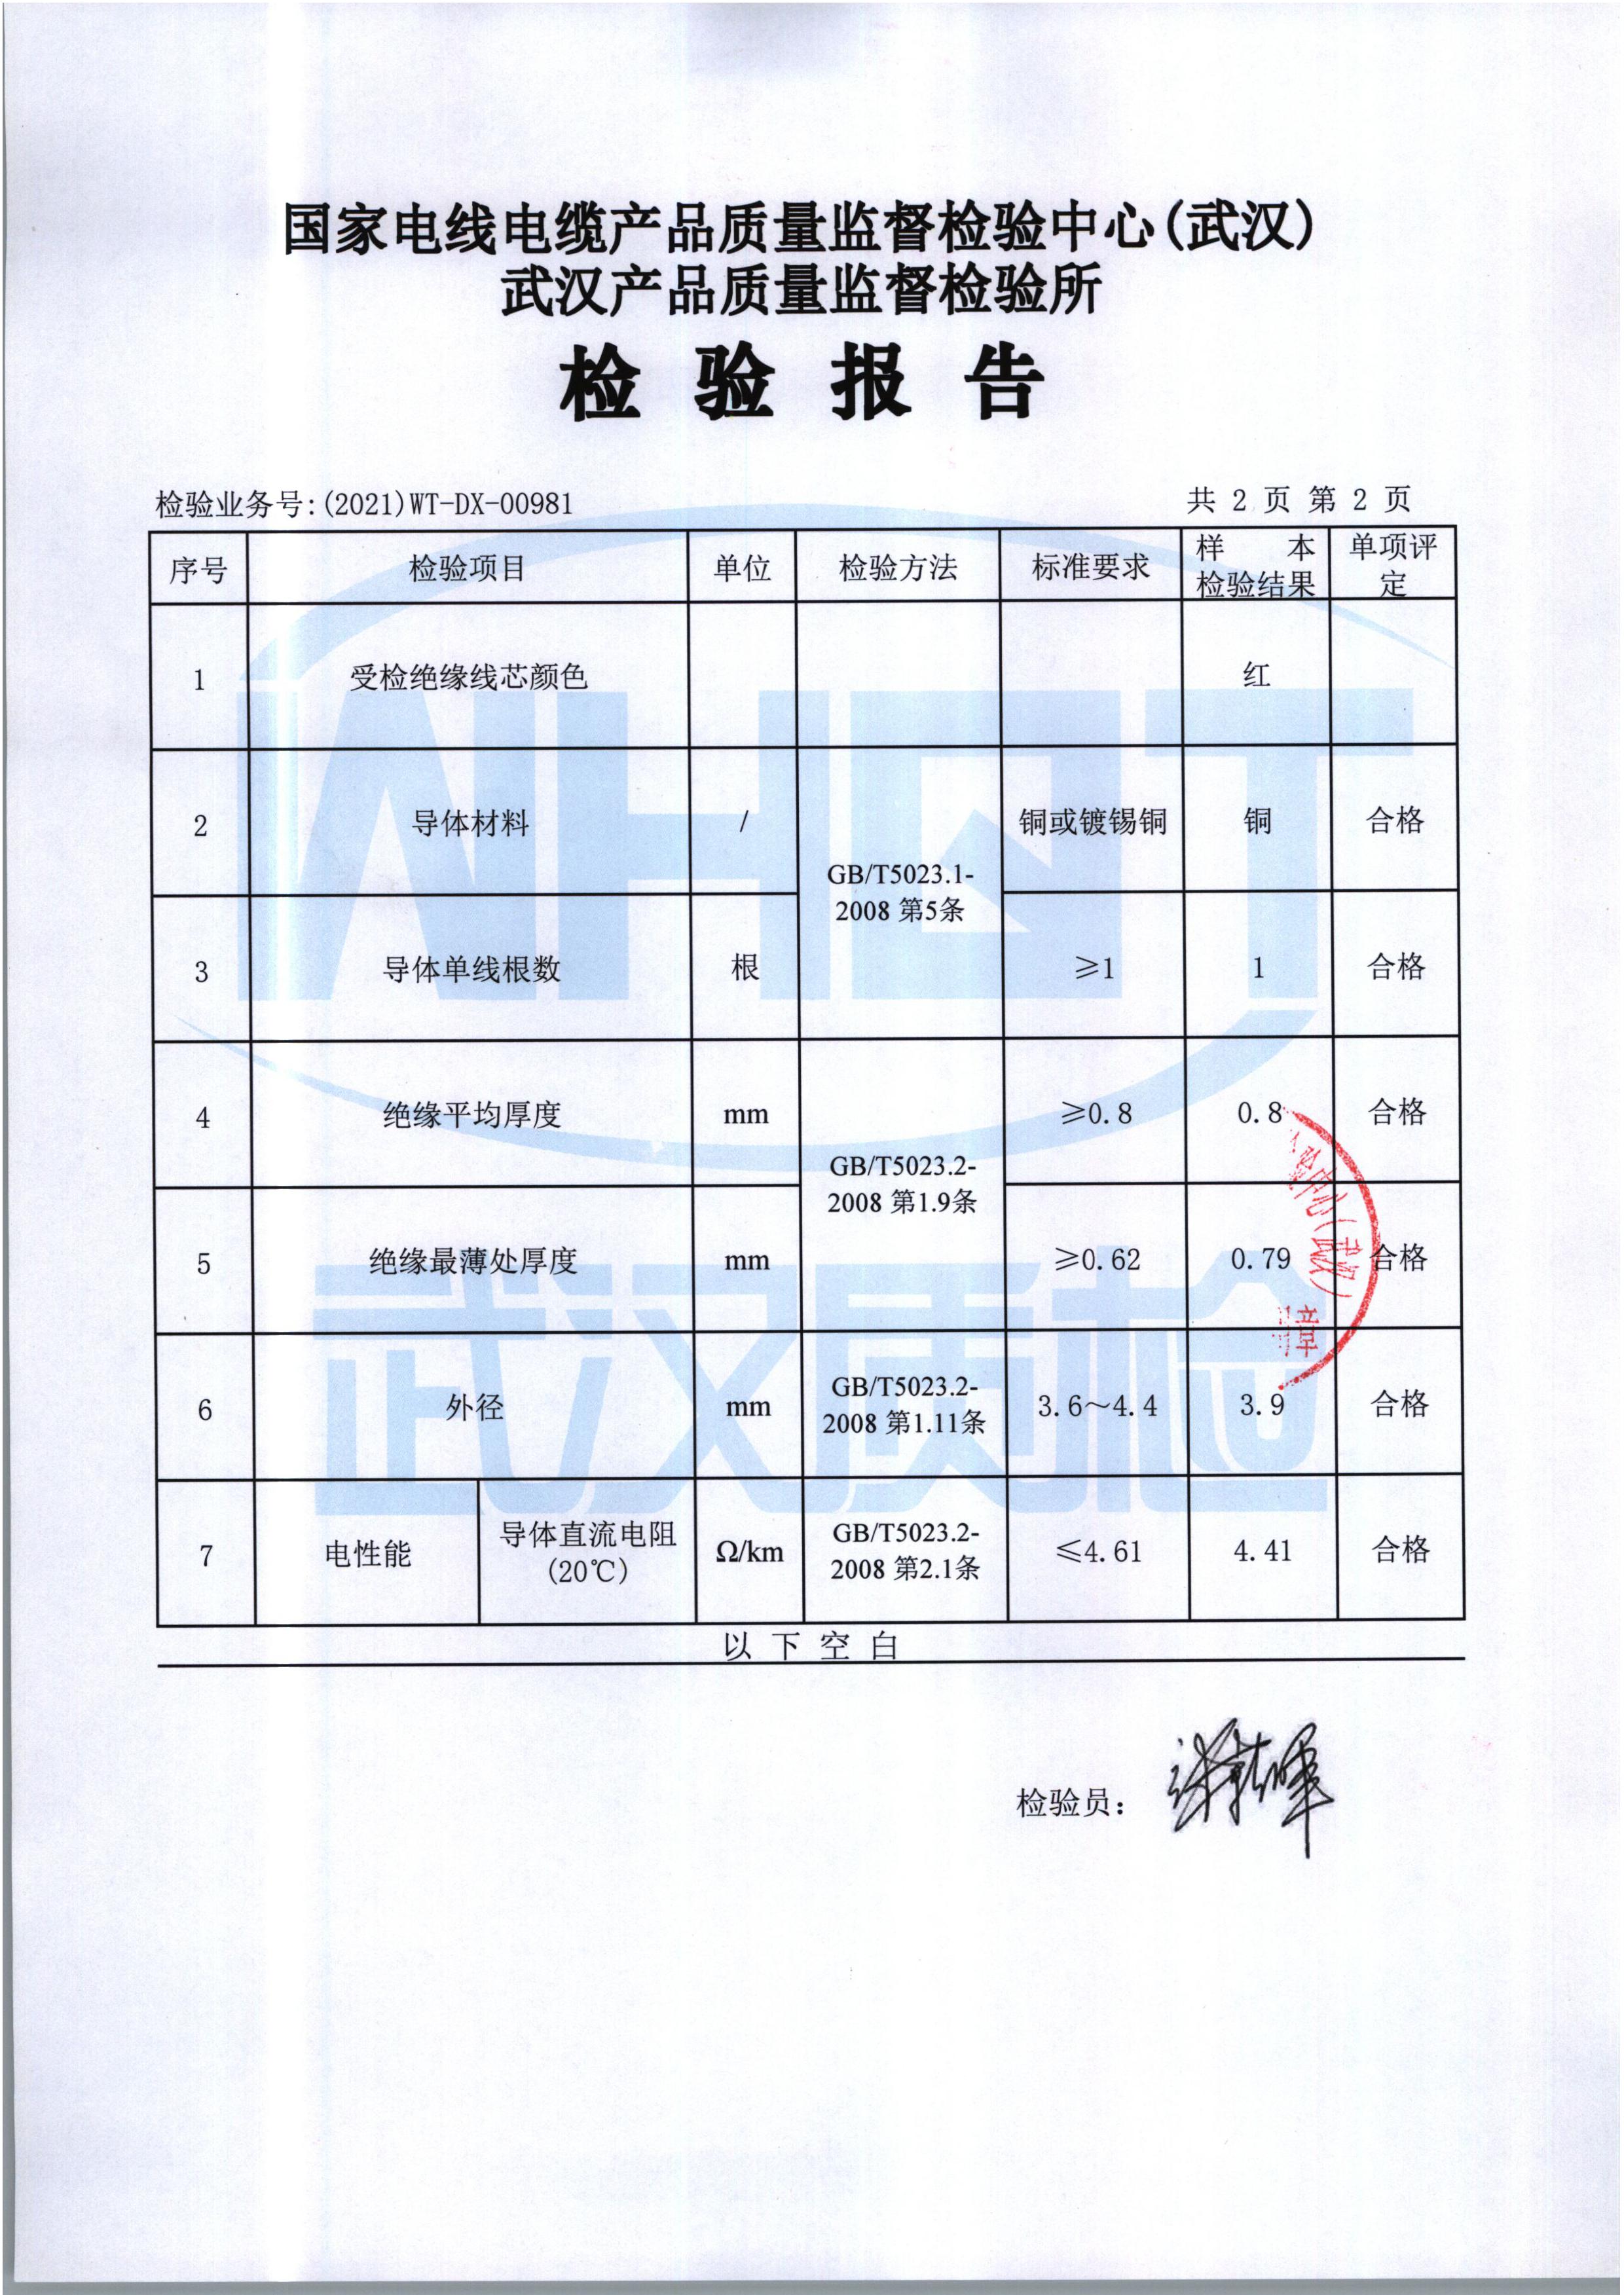 国家电线电缆产品质量监督检验中心(武汉)
武汉产品质量监督检验所
检 验 报 告
检验业务号:(2021)WT-DX-00981 共 2 页 第 2 页
序号 检验项目 单位 检验方法 标准要求 样 本 检验结果 单项评定
1 受检绝缘线芯颜色 红
2 导体材料 / GB/T5023.1-2008 第5条 铜或镀锡铜 铜 合格
3 导体单线根数 根 ≥1 1 合格
4 绝缘平均厚度 mm GB/T5023.2-2008 第1.9条 ≥0.8 0.8 合格
5 绝缘最薄处厚度 mm ≥0.62 0.79 合格
6 外径 mm GB/T5023.2-2008 第1.11条 3.6~4.4 3.9 合格
7 电性能 导体直流电阻(20℃) Ω/km GB/T5023.2-2008 第2.1条 ≤4.61 4.41 合格
以 下 空 白
检验员:
WHQT
武汉质检
验中心(武汉)
章